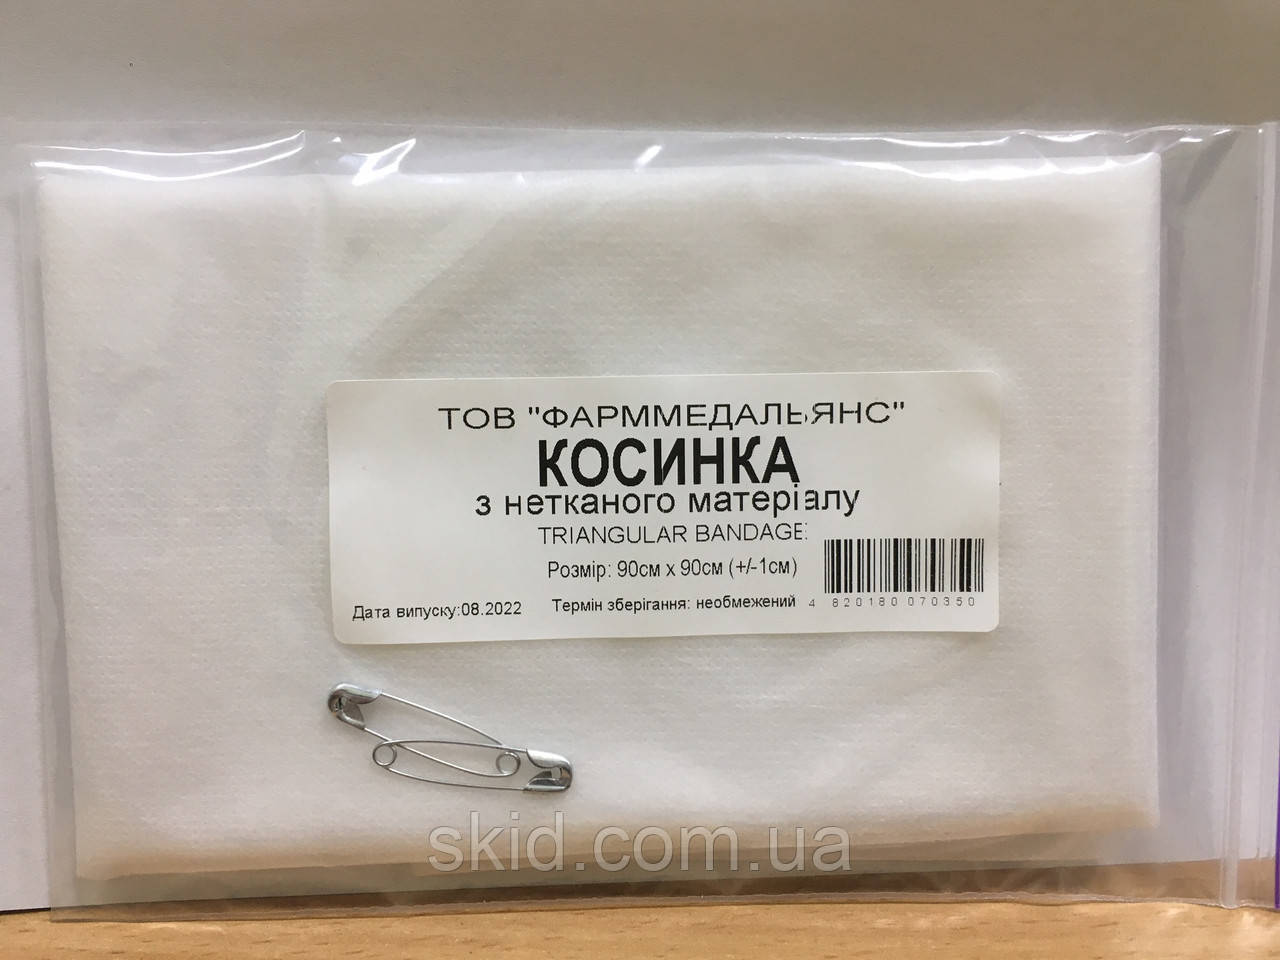 ТОВ "ФАРММЕДАЛЬЯНС"
КОСИНКА
з нетканого матеріалу
TRIANGULAR BANDAGE
Розмір: 90см х 90см (+/-1см)
Дата випуску:08.2022 Термін зберігання: необмежений 4 820180 070350
skid.com.ua